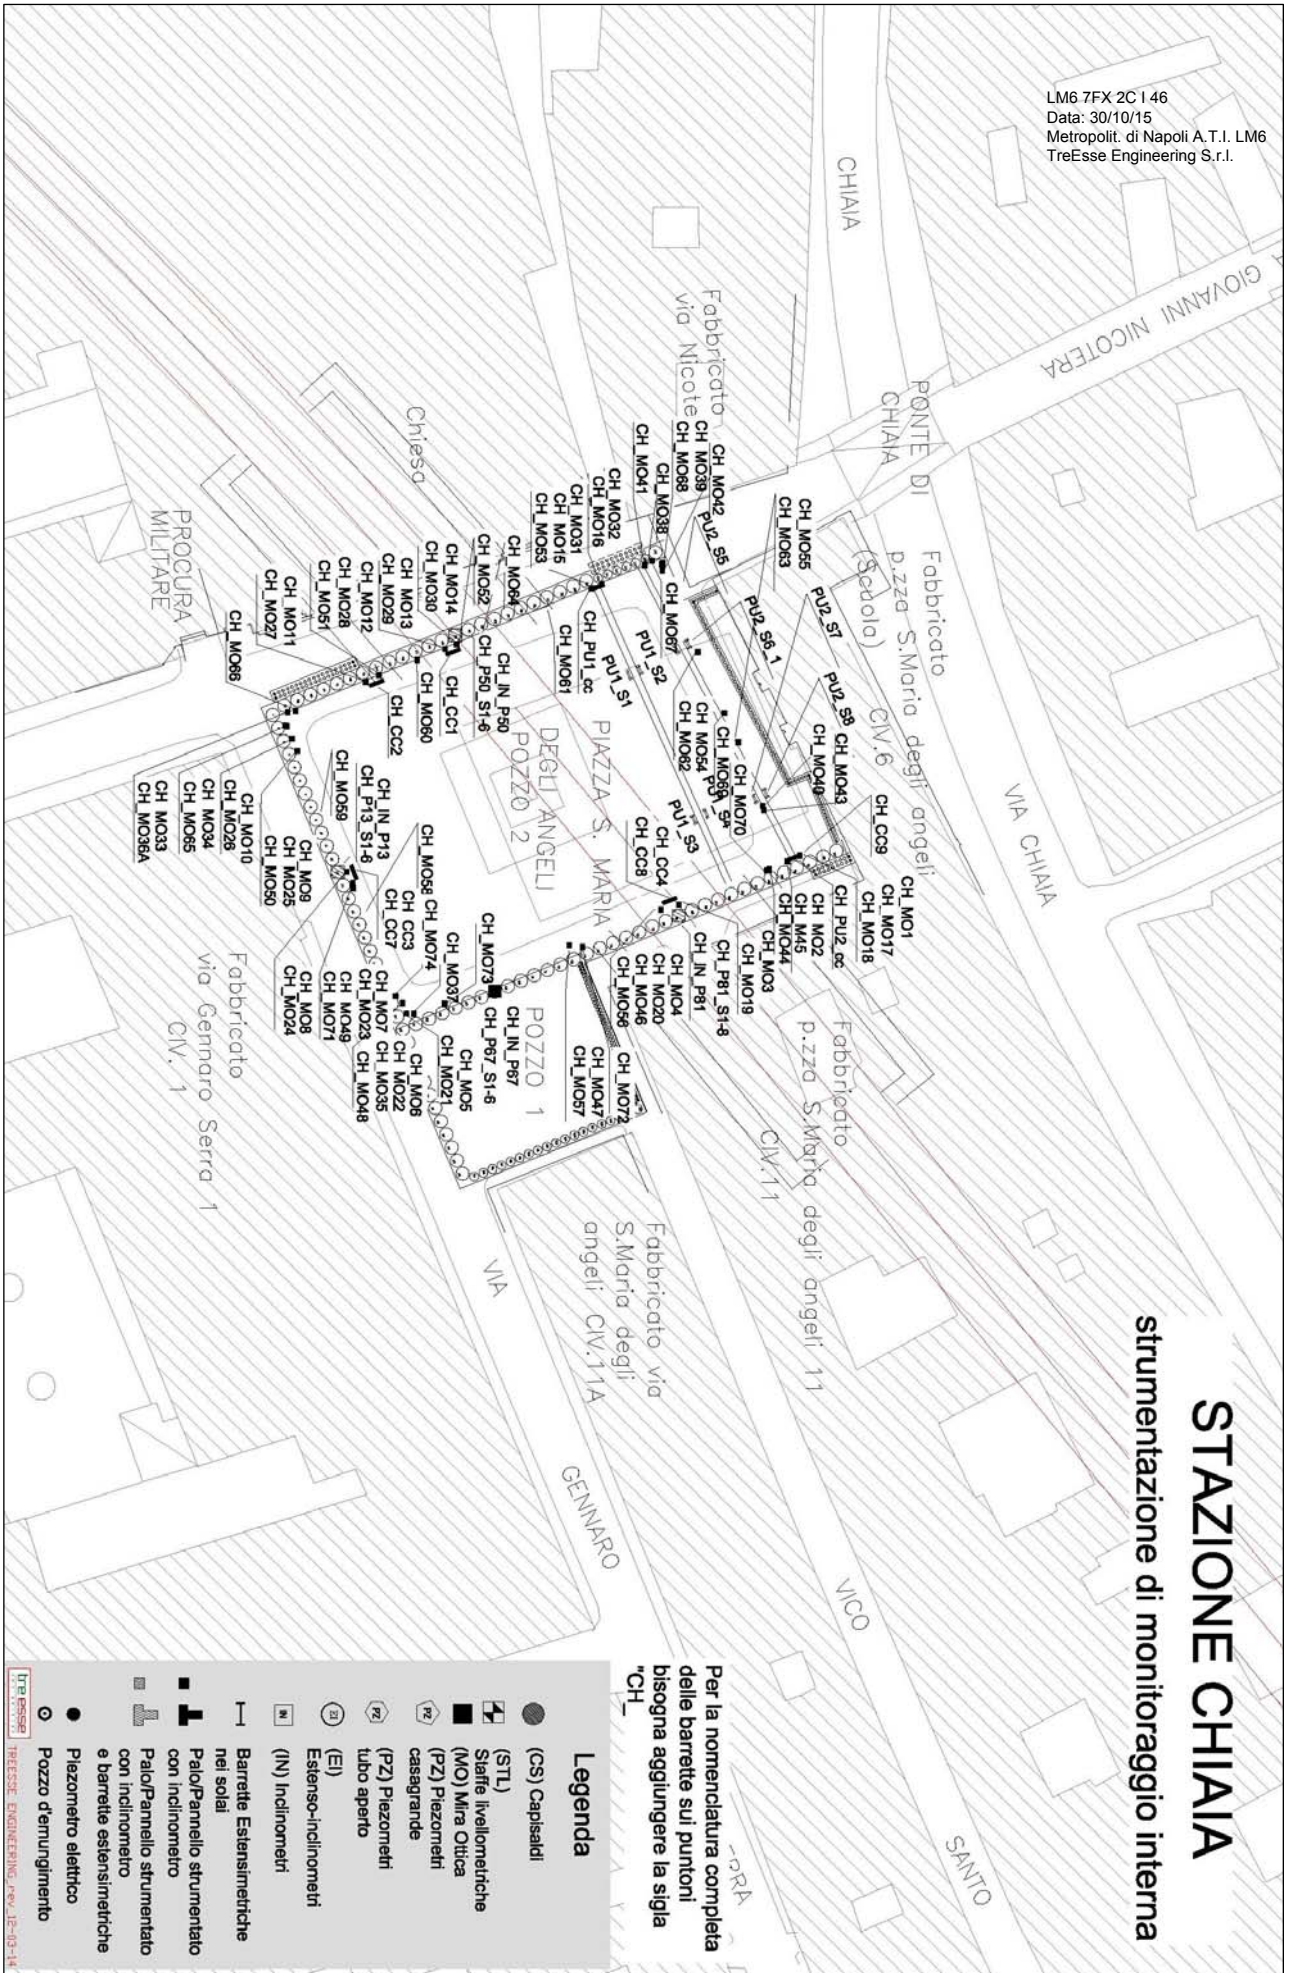 LM6 7FX 2C I 46
Data: 30/10/15
Metropolit. di Napoli A.T.I. LM6
TreEsse Engineering S.r.l.
STAZIONE CHIAIA
strumentazione di monitoraggio interna
CHIAIA
GIOVANNI NICOTERA
PONTE DI
CHIAIA
VIA CHIAIA
Fabbricato
p.zza S.Maria degli angeli
(Scuola) CIV.6
Fabbricato
via Nicote
Chiesa
PROCURA
MILITARE
PIAZZA S. MARIA
DEGLI ANGELI
POZZO 2
POZZO 1
Fabbricato
p.zza S.Maria degli angeli 11
CIV.11
Fabbricato via
S.Maria degli
angeli CIV.11A
Fabbricato
via Gennaro Serra 1
CIV. 1
VIA
GENNARO
VICO
SANTO
CH_MO42
CH_MO39
CH_MO68
CH_MO38
CH_MO41
CH_MO32
CH_MO16
CH_MO31
CH_MO15
CH_MO53
CH_MO64
CH_MO52
CH_MO14
CH_MO30
CH_MO13
CH_MO29
CH_MO12
CH_MO28
CH_MO51
CH_MO11
CH_MO27
CH_MO66
CH_MO55
CH_MO63
PU2_S5
PU2_S7
PU2_S6_1
PU2_S8
CH_MO67
PU1_S2
PU1_S1
CH_PU1_cc
CH_MO61
CH_IN_P50
CH_P50_S1-6
CH_CC1
CH_MO60
CH_CC2
CH_MO54
CH_MO62
CH_MO69
CH_MO70
PU1_S4
PU1_S3
CH_MO43
CH_MO40
CH_CC9
CH_CC4
CH_CC8
CH_MO1
CH_MO17
CH_MO18
CH_PU2_cc
CH_MO2
CH_M45
CH_MO44
CH_MO3
CH_MO19
CH_P81_S1-8
CH_IN_P81
CH_MO4
CH_MO20
CH_MO46
CH_MO56
CH_MO72
CH_MO47
CH_MO57
CH_IN_P67
CH_P67_S1-6
CH_MO73
CH_MO37
CH_MO74
CH_MO5
CH_MO21
CH_MO6
CH_MO22
CH_MO35
CH_MO48
CH_MO7
CH_MO23
CH_MO49
CH_MO71
CH_MO8
CH_MO24
CH_MO58
CH_CC3
CH_CC7
CH_IN_P13
CH_P13_S1-6
CH_MO59
CH_MO9
CH_MO25
CH_MO50
CH_MO10
CH_MO26
CH_MO34
CH_MO65
CH_MO33
CH_MO36A
Per la nomenclatura completa
delle barrette sui puntoni
bisogna aggiungere la sigla
"CH_
Legenda
(CS) Capisaldi
(STL)
Staffe livellometriche
(MO) Mira Ottica
PZ
(PZ) Piezometri
casagrande
PZ
(PZ) Piezometri
tubo aperto
(EI)
Estenso-inclinometri
IN
(IN) Inclinometri
Barrette Estensimetriche
nei solai
Palo/Pannello strumentato
con inclinometro
Palo/Pannello strumentato
con inclinometro
e barrette estensimetriche
Piezometro elettrico
Pozzo d'emungimento
tre esse
TREESSE ENGINEERING_rev_12-03-14